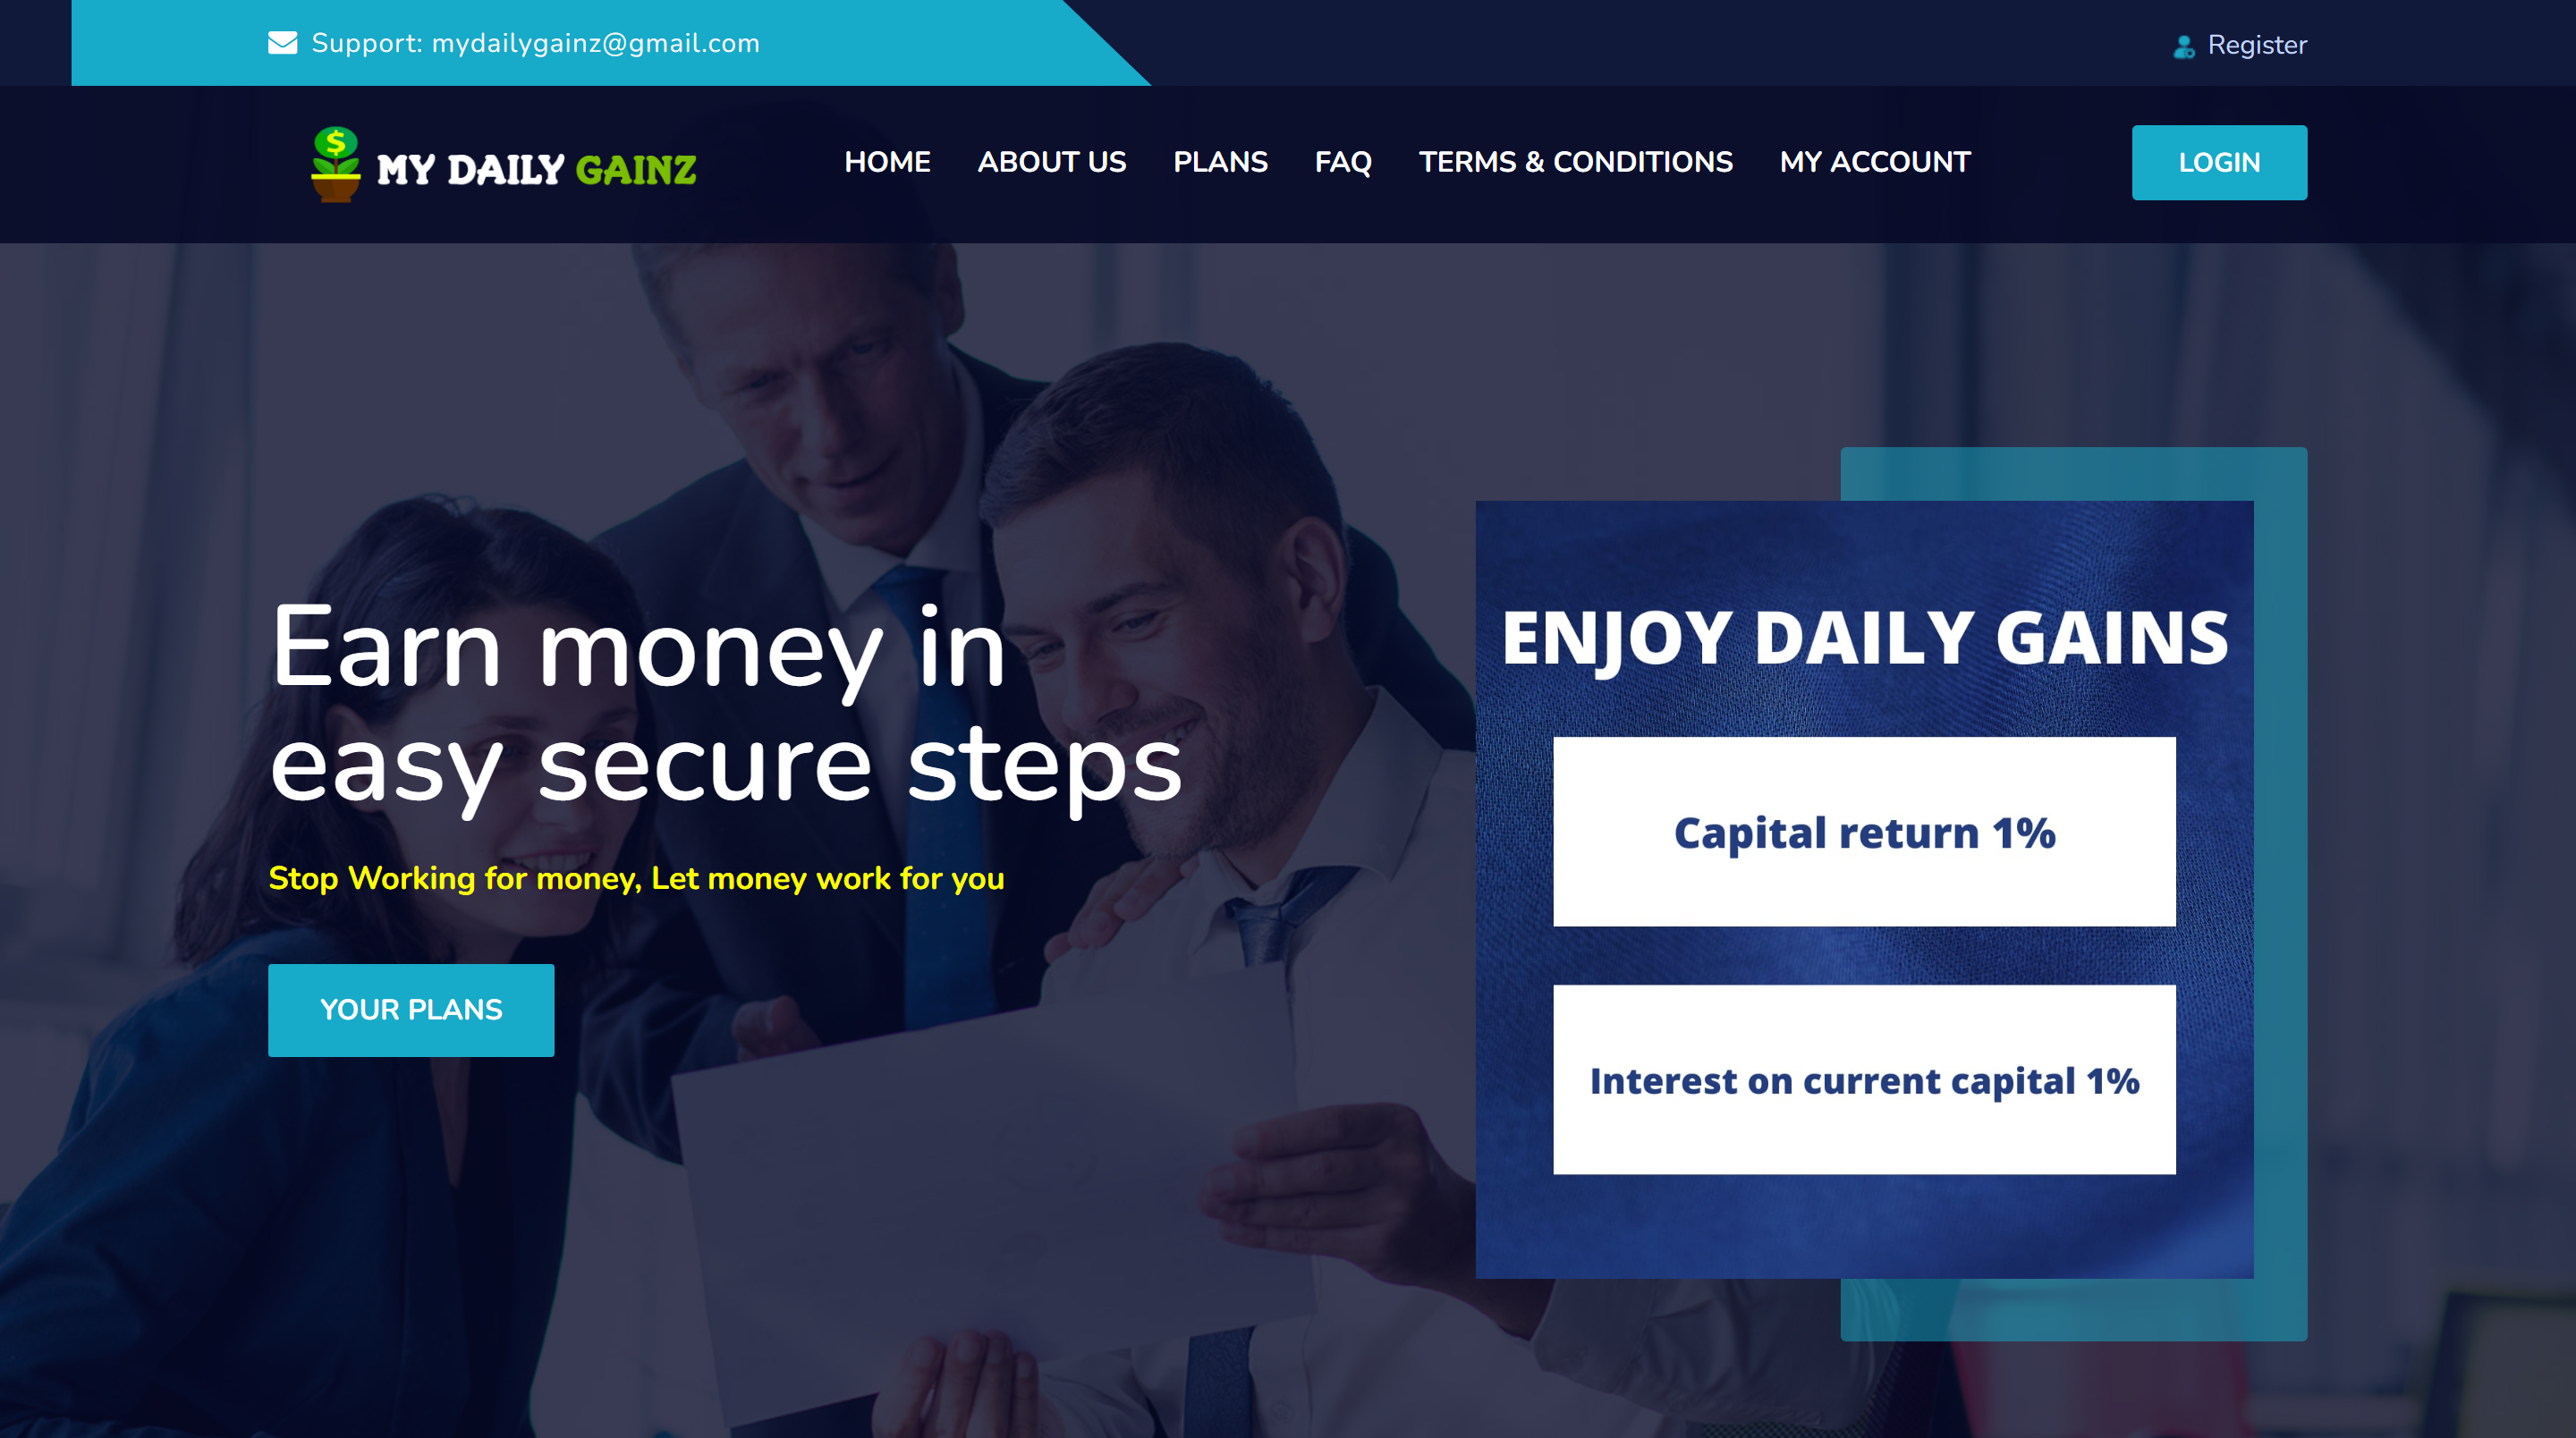 Support: mydailygainz@gmail.com
Register
MY DAILY GAINZ
HOME
ABOUT US
PLANS
FAQ
TERMS & CONDITIONS
MY ACCOUNT
LOGIN
Earn money in
easy secure steps
Stop Working for money, Let money work for you
YOUR PLANS
ENJOY DAILY GAINS
Capital return 1%
Interest on current capital 1%